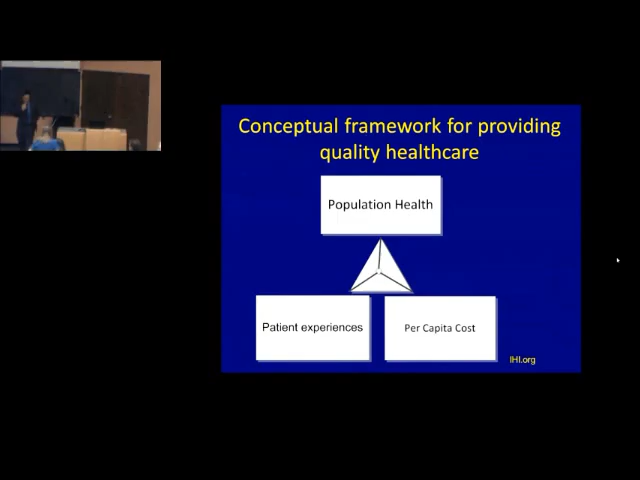 Conceptual framework for providing
quality healthcare
Population Health
Patient experiences
Per Capita Cost
IHI.org